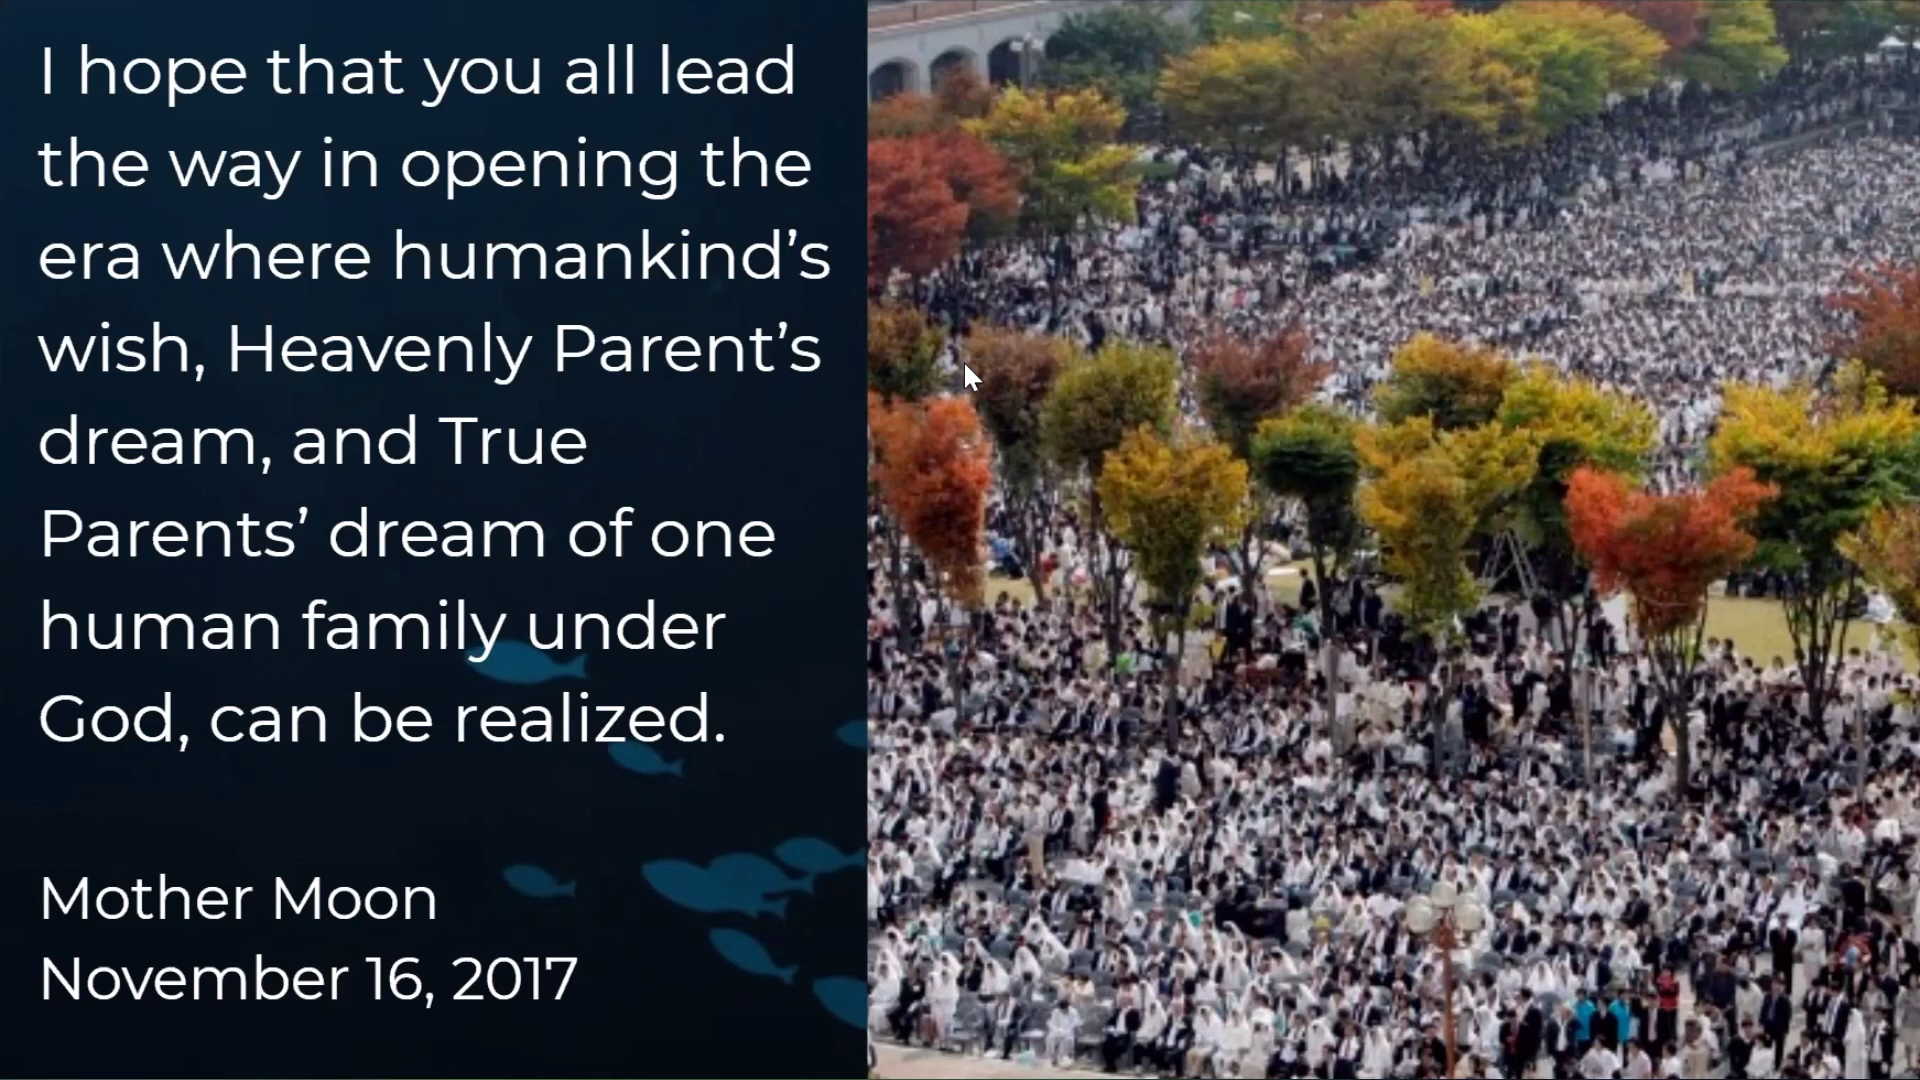 I hope that you all lead
the way in opening the
era where humankind’s
wish, Heavenly Parent’s
dream, and True
Parents’ dream of one
human family under
God, can be realized.
Mother Moon
November 16, 2017